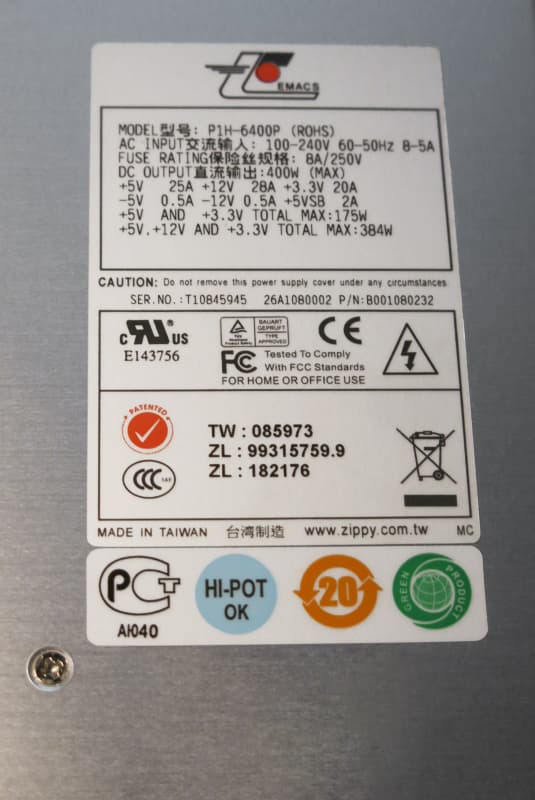 EMACS
MODEL型号: P1H-6400P (ROHS)
AC INPUT交流输入: 100-240V 60-50Hz 8-5A
FUSE RATING保险丝规格: 8A/250V
DC OUTPUT直流输出:400W (MAX)
+5V 25A +12V 28A +3.3V 20A
-5V 0.5A -12V 0.5A +5VSB 2A
+5V AND +3.3V TOTAL MAX:175W
+5V,+12V AND +3.3V TOTAL MAX:384W
CAUTION: Do not remove this power supply cover under any circumstances
SER.NO.:T10845945 26A1080002 P/N:B001080232
c RU® US
E143756
BAUART GEPRUFT
TYPE APPROVED
CE
FC Tested To Comply
With FCC Standards
FOR HOME OR OFFICE USE
PATENTED
TW : 085973
ZL : 99315759.9
ZL : 182176
CCC
MADE IN TAIWAN 台湾制造 www.zippy.com.tw MC
PCT
AI040
HI-POT
OK
20
GREEN PRODUCT